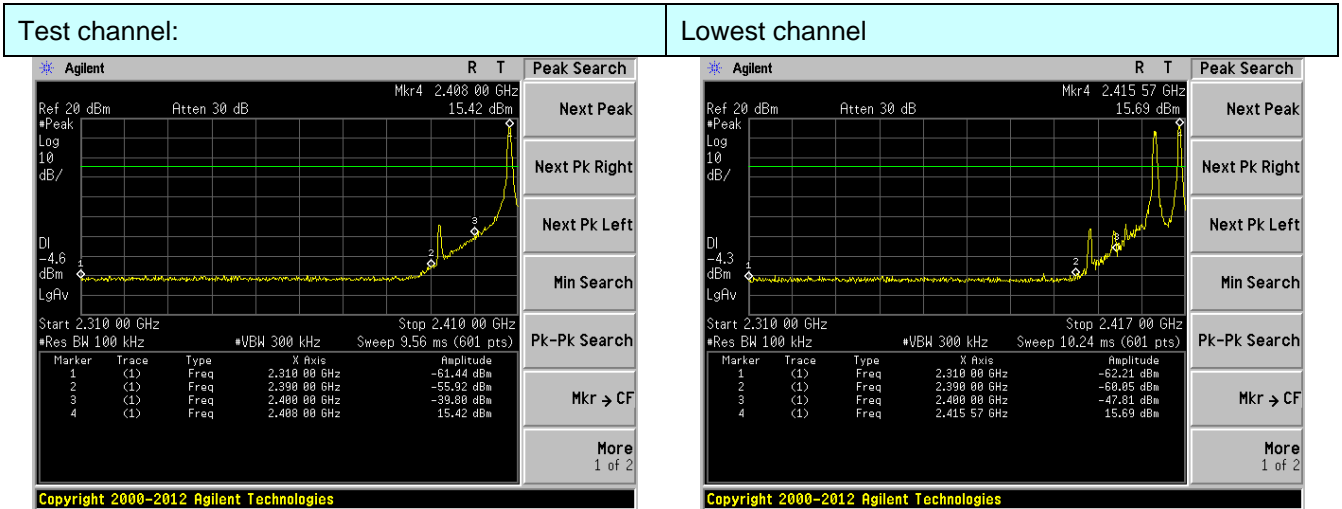 Test channel: Lowest channel
Agilent R T Peak Search
Mkr4 2.408 00 GHz
Ref 20 dBm Atten 30 dB 15.42 dBm
#Peak
Log
10
dB/
DI
-4.6
dBm
LgAv
1
2
3
Start 2.310 00 GHz Stop 2.410 00 GHz
#Res BW 100 kHz #VBW 300 kHz Sweep 9.56 ms (601 pts)
Marker Trace Type X Axis Amplitude
1 (1) Freq 2.310 00 GHz -61.44 dBm
2 (1) Freq 2.390 00 GHz -55.92 dBm
3 (1) Freq 2.400 00 GHz -39.80 dBm
4 (1) Freq 2.408 00 GHz 15.42 dBm
Next Peak
Next Pk Right
Next Pk Left
Min Search
Pk-Pk Search
Mkr → CF
More
1 of 2
Copyright 2000-2012 Agilent Technologies
Agilent R T Peak Search
Mkr4 2.415 57 GHz
Ref 20 dBm Atten 30 dB 15.69 dBm
#Peak
Log
10
dB/
DI
-4.3
dBm
LgAv
1
2
3
Start 2.310 00 GHz Stop 2.417 00 GHz
#Res BW 100 kHz #VBW 300 kHz Sweep 10.24 ms (601 pts)
Marker Trace Type X Axis Amplitude
1 (1) Freq 2.310 00 GHz -62.21 dBm
2 (1) Freq 2.390 00 GHz -60.05 dBm
3 (1) Freq 2.400 00 GHz -47.81 dBm
4 (1) Freq 2.415 57 GHz 15.69 dBm
Next Peak
Next Pk Right
Next Pk Left
Min Search
Pk-Pk Search
Mkr → CF
More
1 of 2
Copyright 2000-2012 Agilent Technologies